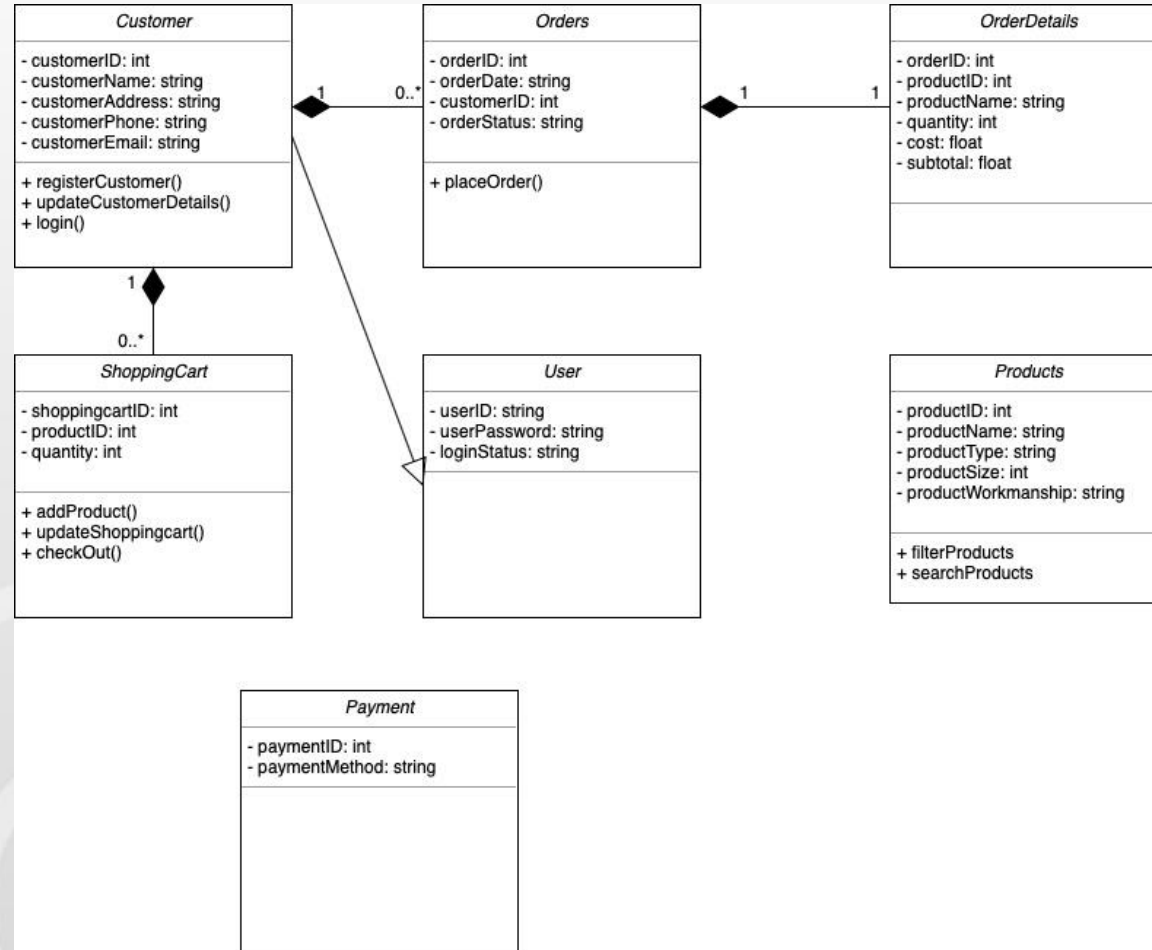 Customer
- customerID: int
- customerName: string
- customerAddress: string
- customerPhone: string
- customerEmail: string
+ registerCustomer()
+ updateCustomerDetails()
+ login()
1
0..*
Orders
- orderID: int
- orderDate: string
- customerID: int
- orderStatus: string
+ placeOrder()
1
1
OrderDetails
- orderID: int
- productID: int
- productName: string
- quantity: int
- cost: float
- subtotal: float
1
0..*
ShoppingCart
- shoppingcartID: int
- productID: int
- quantity: int
+ addProduct()
+ updateShoppingcart()
+ checkOut()
User
- userID: string
- userPassword: string
- loginStatus: string
Products
- productID: int
- productName: string
- productType: string
- productSize: int
- productWorkmanship: string
+ filterProducts
+ searchProducts
Payment
- paymentID: int
- paymentMethod: string